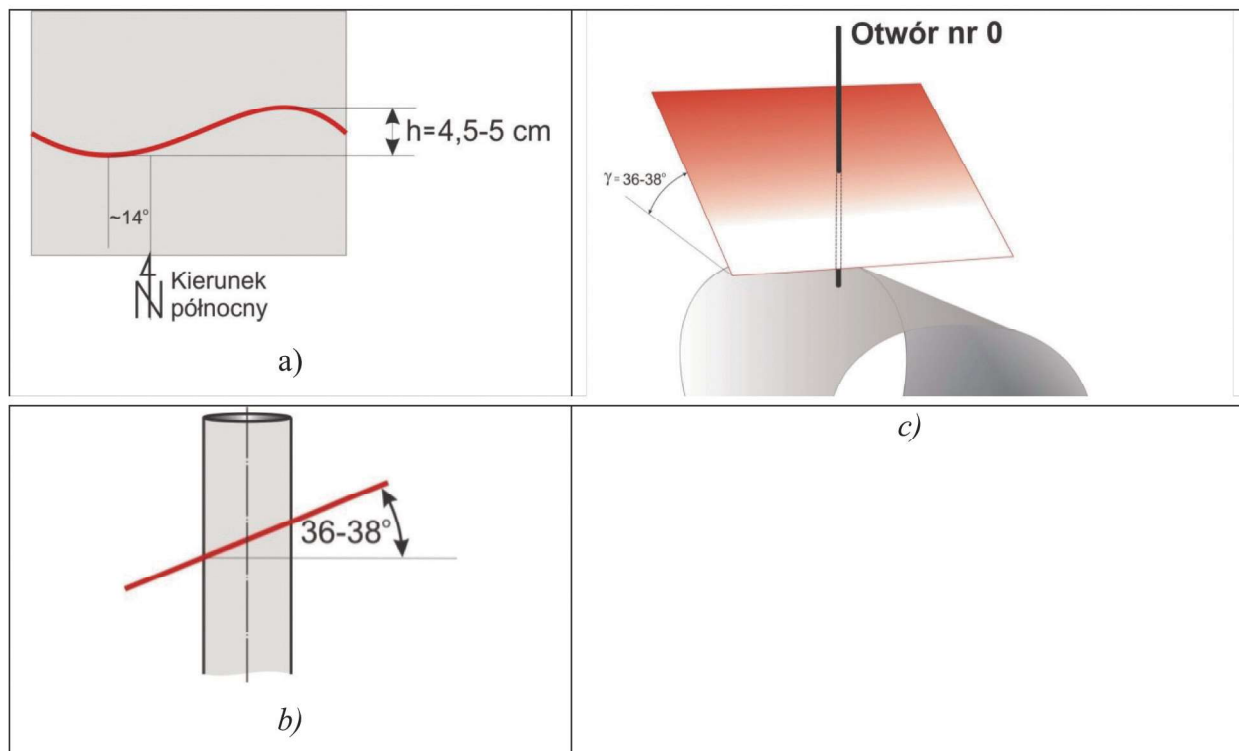 h=4,5-5 cm
~14°
N
Kierunek
północny
a)
Otwór nr 0
γ = 36-38°
c)
36-38°
b)